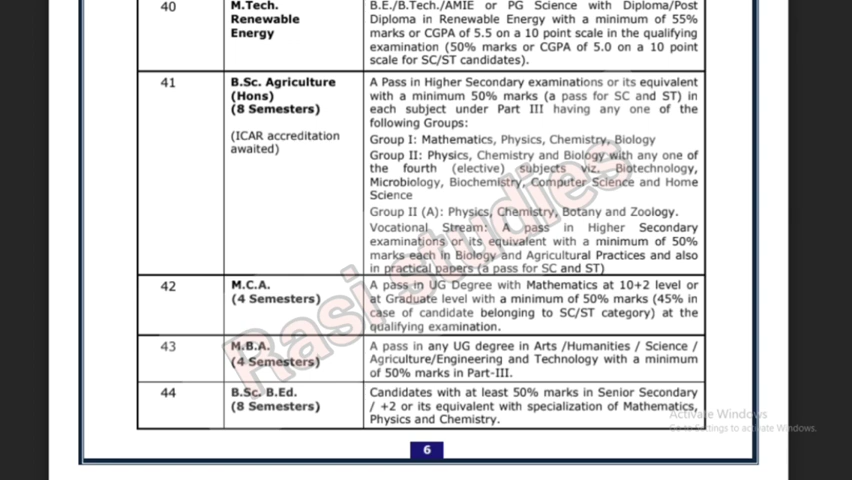 40
M.Tech.
Renewable
Energy
B.E./B.Tech./AMIE or PG Science with Diploma/Post
Diploma in Renewable Energy with a minimum of 55%
marks or CGPA of 5.5 on a 10 point scale in the qualifying
examination (50% marks or CGPA of 5.0 on a 10 point
scale for SC/ST candidates).
41
B.Sc. Agriculture
(Hons)
(8 Semesters)
(ICAR accreditation
awaited)
A Pass in Higher Secondary examinations or its equivalent
with a minimum 50% marks (a pass for SC and ST) in
each subject under Part III having any one of the
following Groups:
Group I: Mathematics, Physics, Chemistry, Biology
Group II: Physics, Chemistry and Biology with any one of
the fourth (elective) subjects viz. Biotechnology,
Microbiology, Biochemistry, Computer Science and Home
Science
Group II (A): Physics, Chemistry, Botany and Zoology.
Vocational Stream: A pass in Higher Secondary
examinations or its equivalent with a minimum of 50%
marks each in Biology and Agricultural Practices and also
in practical papers (a pass for SC and ST)
42
M.C.A.
(4 Semesters)
A pass in UG Degree with Mathematics at 10+2 level or
at Graduate level with a minimum of 50% marks (45% in
case of candidate belonging to SC/ST category) at the
qualifying examination.
43
M.B.A.
(4 Semesters)
A pass in any UG degree in Arts /Humanities / Science /
Agriculture/Engineering and Technology with a minimum
of 50% marks in Part-III.
44
B.Sc. B.Ed.
(8 Semesters)
Candidates with at least 50% marks in Senior Secondary
/ +2 or its equivalent with specialization of Mathematics,
Physics and Chemistry.
6
Rasi studies
Activate Windows
Go to Settings to activate Windows.